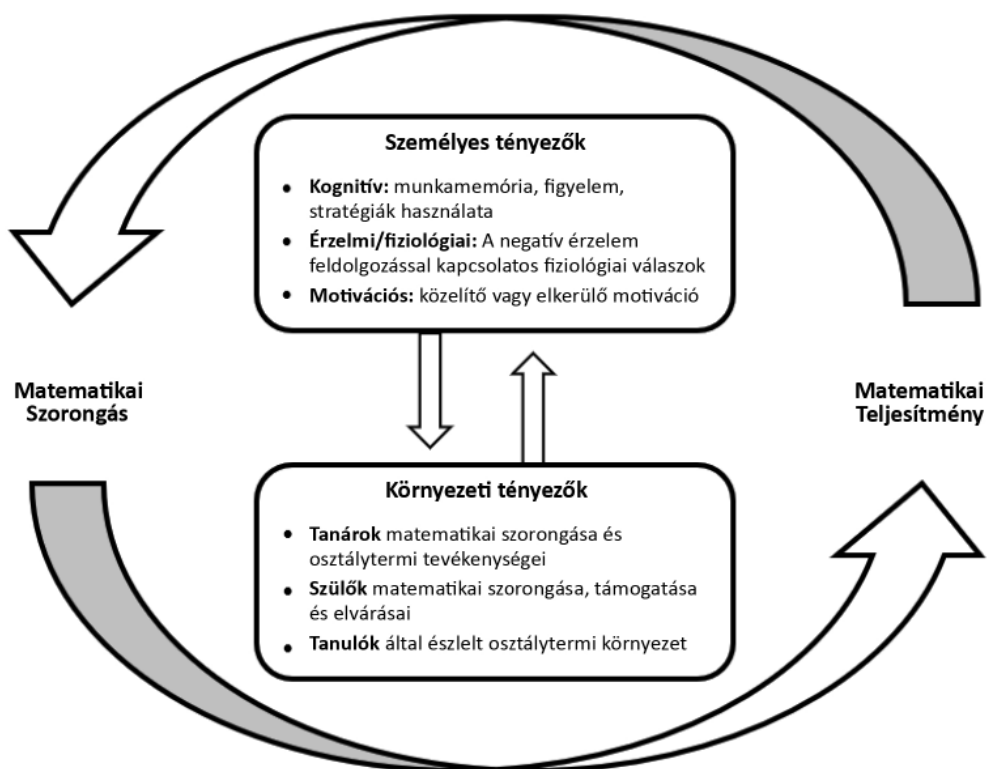 Személyes tényezők
• Kognitív: munkamemória, figyelem,
stratégiák használata
• Érzelmi/fiziológiai: A negatív érzelem
feldolgozással kapcsolatos fiziológiai válaszok
• Motivációs: közelítő vagy elkerülő motiváció
Matematikai
Szorongás
Matematikai
Teljesítmény
Környezeti tényezők
• Tanárok matematikai szorongása és
osztálytermi tevékenységei
• Szülők matematikai szorongása, támogatása
és elvárásai
• Tanulók által észlelt osztálytermi környezet